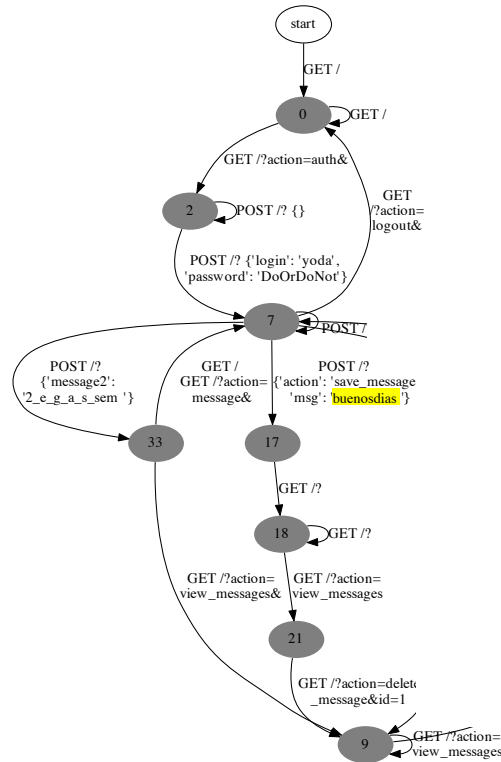 start
GET /
0
GET /
GET /?action=auth&
GET
/?action=
logout&
2
POST /? {}
POST /? {'login': 'yoda',
'password': 'DoOrDoNot'}
7
POST /
POST /?
{'message2':
'2_e_g_a_s_sem '}
GET /
GET /?action=
message&
POST /?
{'action': 'save_message
'msg': 'buenosdias '}
33
17
GET /?
18
GET /?
GET /?action=
view_messages&
GET /?action=
view_messages
21
GET /?action=delete
_message&id=1
9
GET /?action=
view_messages